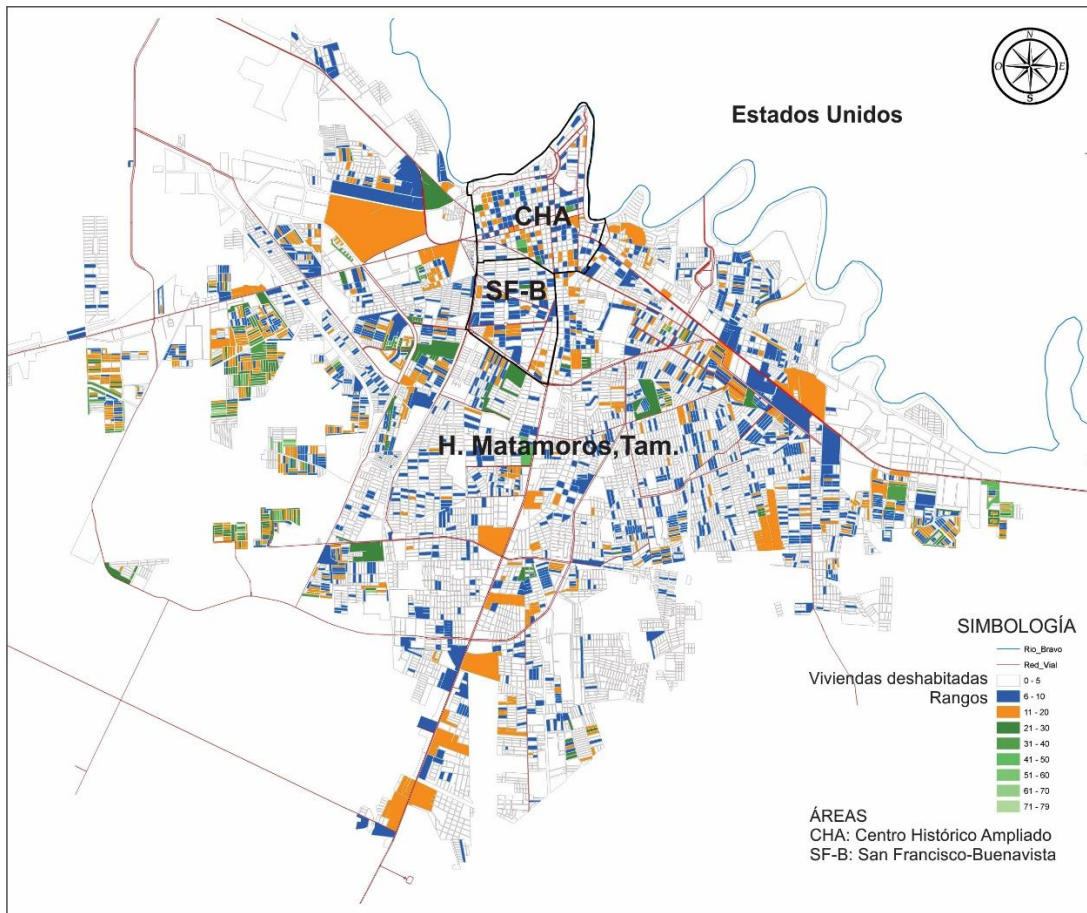 N
O E
S
Estados Unidos
CHA
SF-B
H. Matamoros,Tam.
SIMBOLOGÍA
Rio_Bravo
Red_Vial
Viviendas deshabitadas
Rangos
0 - 5
6 - 10
11 - 20
21 - 30
31 - 40
41 - 50
51 - 60
61 - 70
71 - 79
ÁREAS
CHA: Centro Histórico Ampliado
SF-B: San Francisco-Buenavista